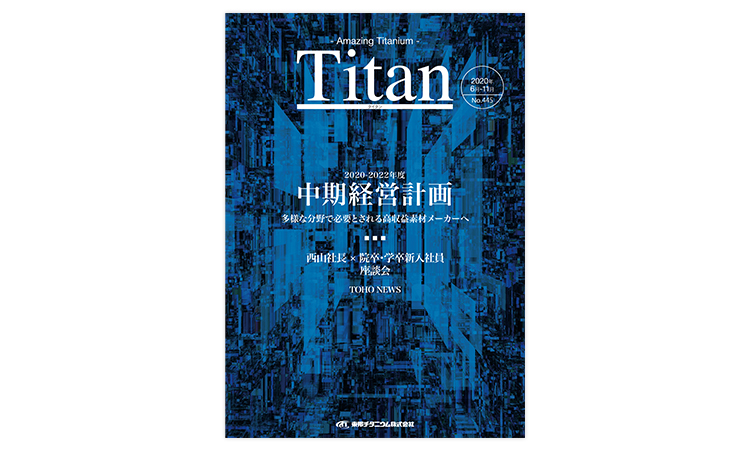 - Amazing Titanium -
Titan
タイタン
2020年
6月-11月
No.445
2020-2022年度
中期経営計画
多様な分野で必要とされる高収益素材メーカーへ
西山社長×院卒・学卒新入社員
座談会
TOHO NEWS
東邦チタニウム株式会社